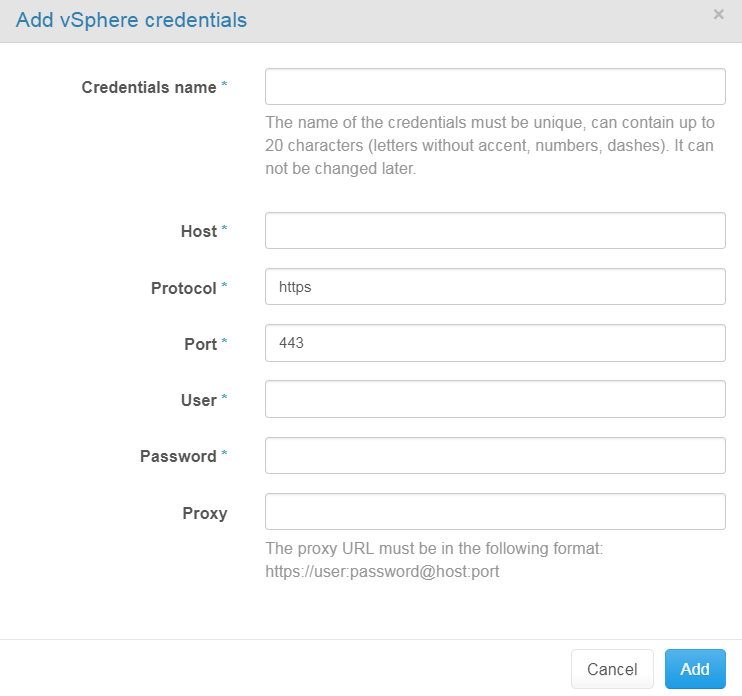 Add vSphere credentials
×
Credentials name *
The name of the credentials must be unique, can contain up to
20 characters (letters without accent, numbers, dashes). It can
not be changed later.
Host *
Protocol * https
Port * 443
User *
Password *
Proxy
The proxy URL must be in the following format:
https://user:password@host:port
Cancel Add